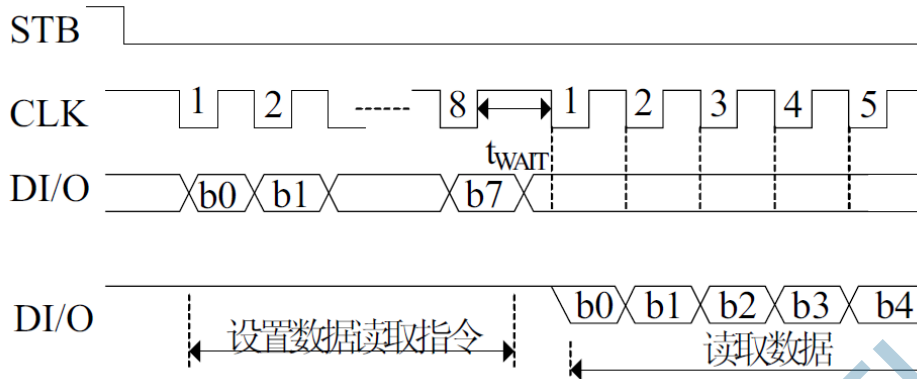 STB
CLK 1 2 8 1 2 3 4 5
tWAIT
DI/O b0 b1 b7
DI/O b0 b1 b2 b3 b4
设置数据读取指令 读取数据